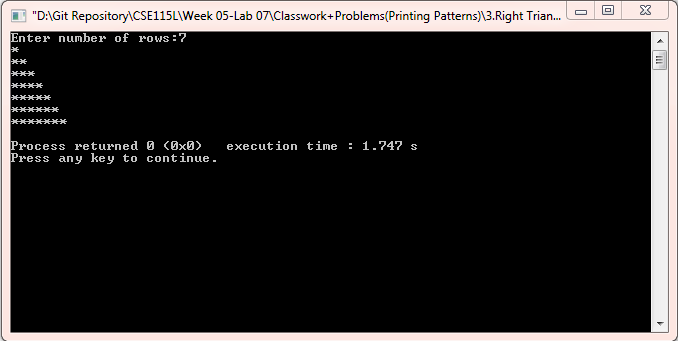 "D:\Git Repository\CSE115L\Week 05-Lab 07\Classwork+Problems(Printing Patterns)\3.Right Trian...
Enter number of rows:7
*
**
***
****
*****
******
*******
Process returned 0 (0x0)   execution time : 1.747 s
Press any key to continue.